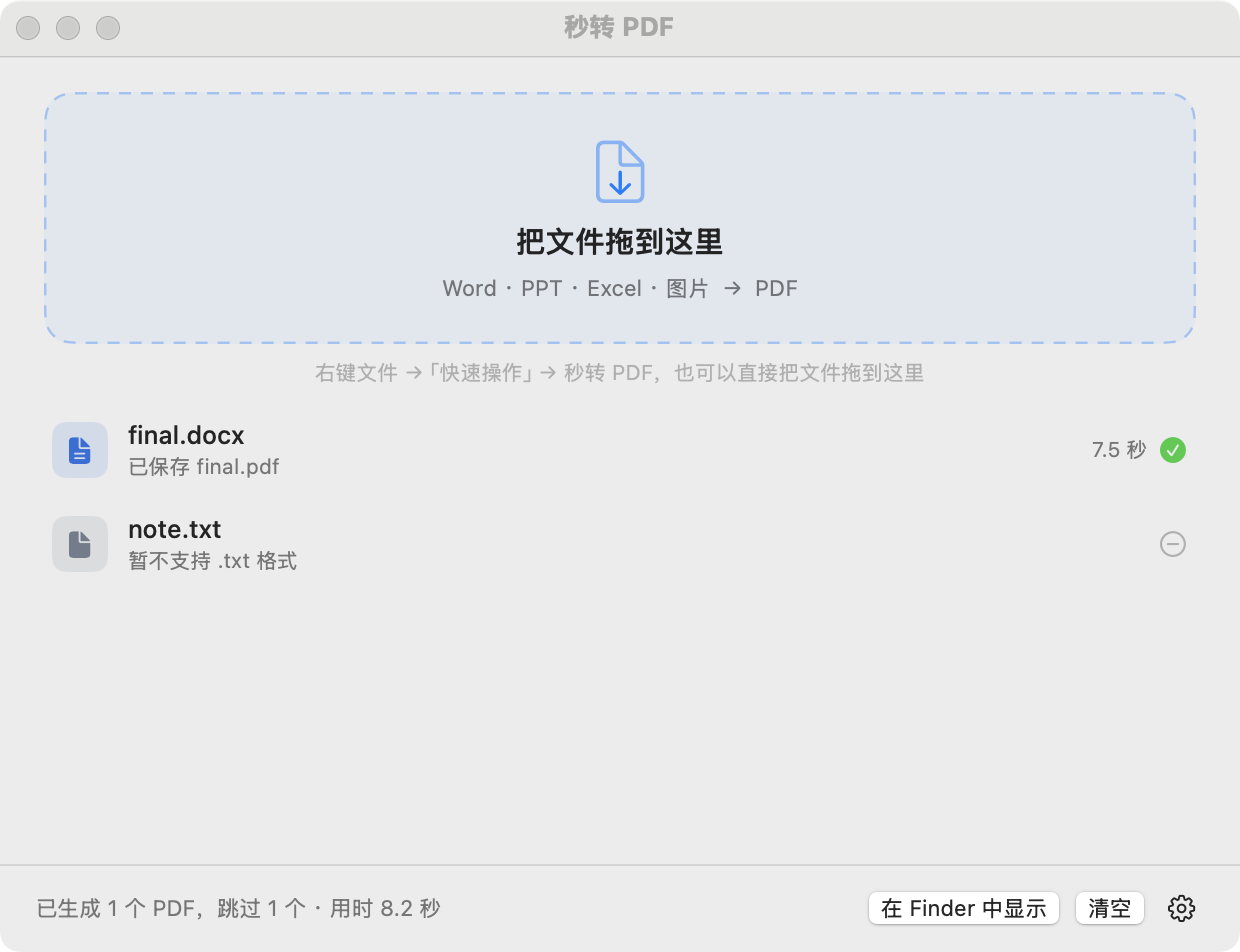 秒转 PDF
把文件拖到这里
Word · PPT · Excel · 图片 → PDF
右键文件 →「快速操作」→ 秒转 PDF，也可以直接把文件拖到这里
final.docx
已保存 final.pdf
7.5 秒
note.txt
暂不支持 .txt 格式
已生成 1 个 PDF，跳过 1 个 · 用时 8.2 秒
在 Finder 中显示
清空